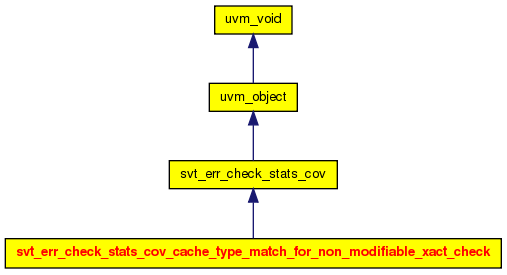 uvm_void
uvm_object
svt_err_check_stats_cov
svt_err_check_stats_cov_cache_type_match_for_non_modifiable_xact_check